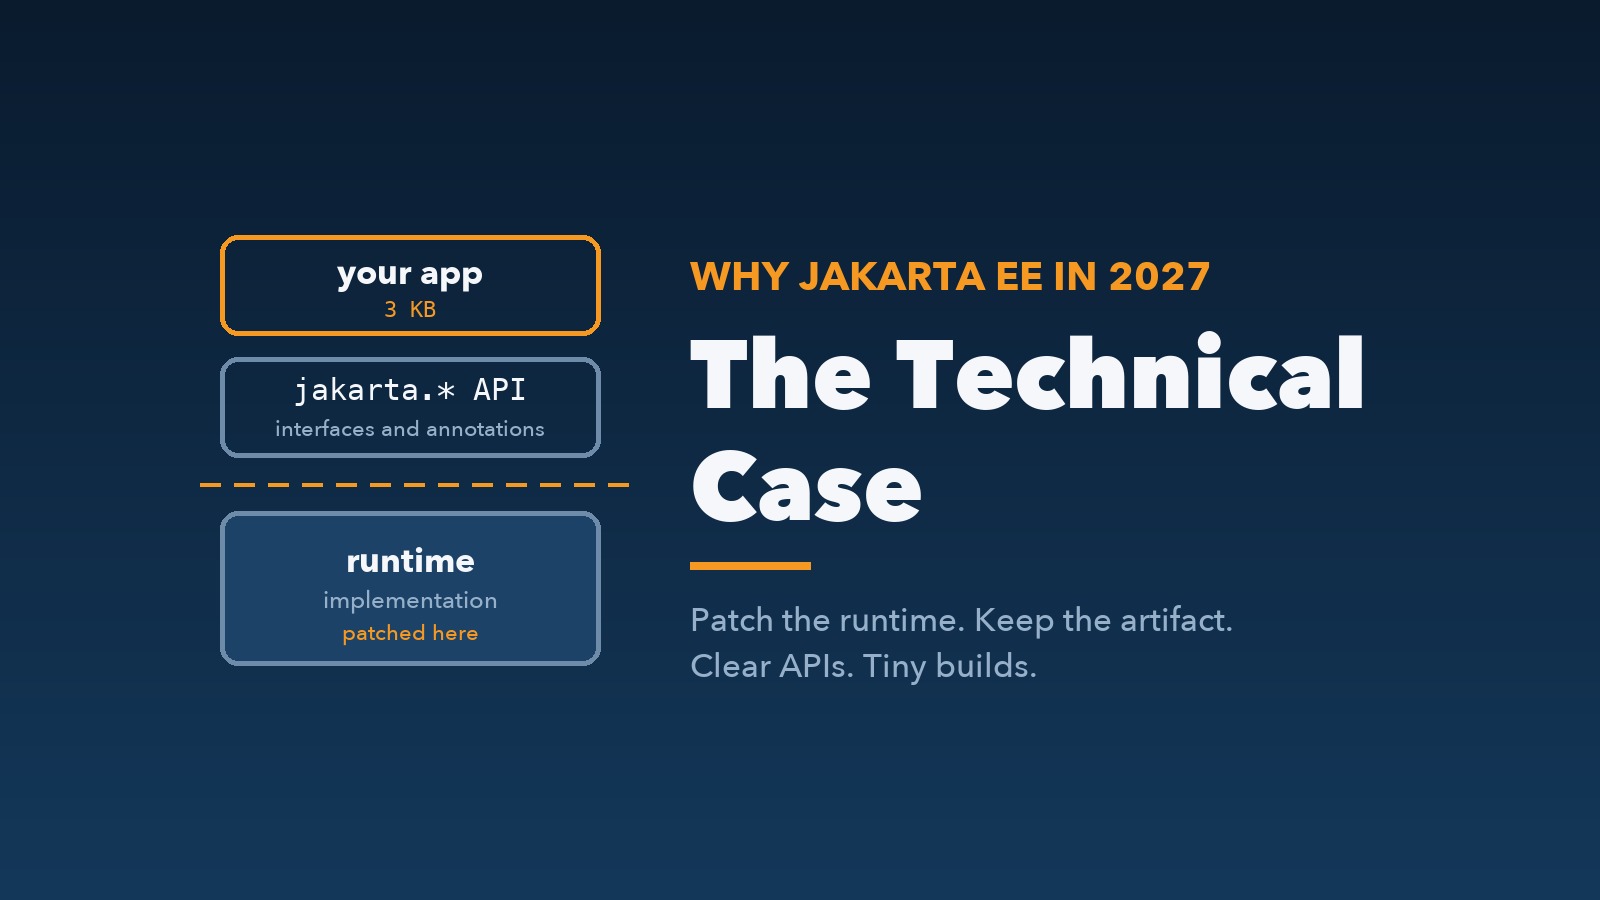 your app
3 KB
jakarta.* API
interfaces and annotations
runtime
implementation
patched here
WHY JAKARTA EE IN 2027
The Technical
Case
Patch the runtime. Keep the artifact.
Clear APIs. Tiny builds.